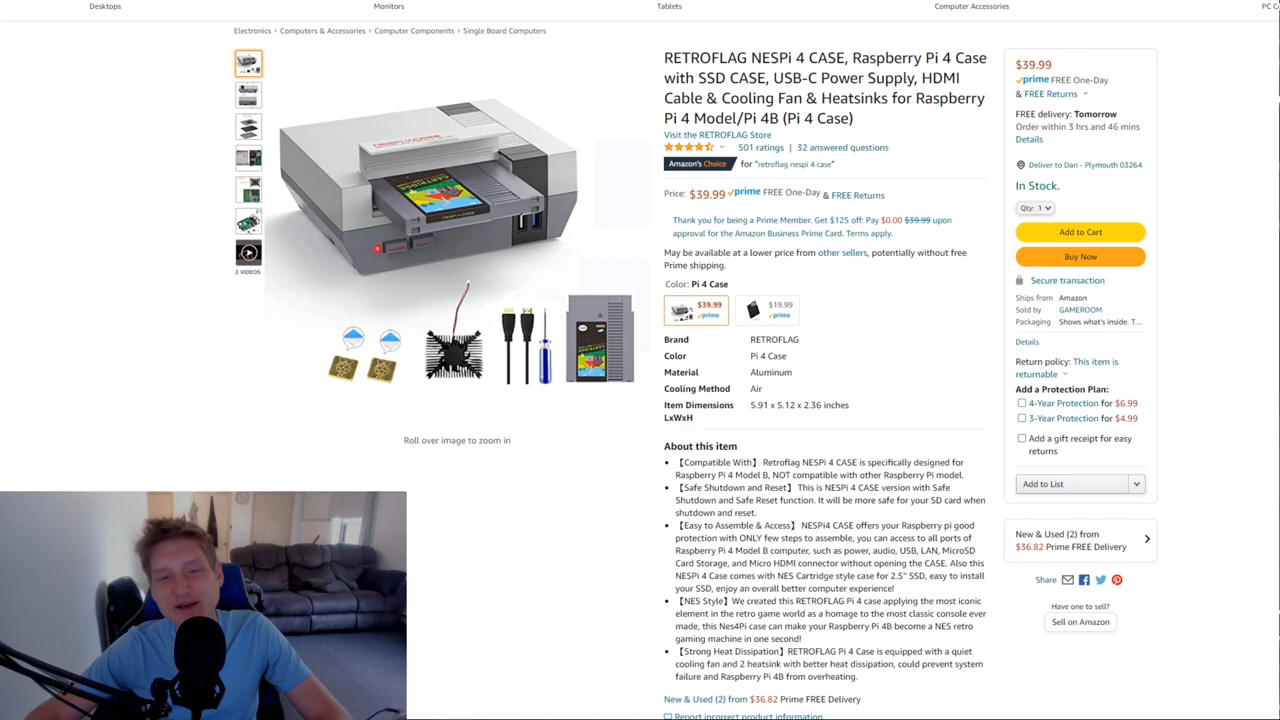 Desktops
Monitors
Tablets
Computer Accessories
PC C
Electronics › Computers & Accessories › Computer Components › Single Board Computers
2 VIDEOS
Roll over image to zoom in
RETROFLAG NESPi 4 CASE, Raspberry Pi 4 Case
with SSD CASE, USB-C Power Supply, HDMI
Cable & Cooling Fan & Heatsinks for Raspberry
Pi 4 Model/Pi 4B (Pi 4 Case)
Visit the RETROFLAG Store
501 ratings | 32 answered questions
Amazon's Choice for "retroflag nespi 4 case"
Price: $39.99 prime FREE One-Day & FREE Returns
Thank you for being a Prime Member. Get $125 off: Pay $0.00 $39.99 upon
approval for the Amazon Business Prime Card. Terms apply.
May be available at a lower price from other sellers, potentially without free
Prime shipping.
Color: Pi 4 Case
$39.99
prime
$19.99
prime
Brand RETROFLAG
Color Pi 4 Case
Material Aluminum
Cooling Method Air
Item Dimensions 5.91 x 5.12 x 2.36 inches
LxWxH
About this item
• 【Compatible With】 Retroflag NESPi 4 CASE is specifically designed for
Raspberry Pi 4 Model B, NOT compatible with other Raspberry Pi model.
• 【Safe Shutdown and Reset】 This is NESPi 4 CASE version with Safe
Shutdown and Safe Reset function. It will be more safe for your SD card when
shutdown and reset.
• 【Easy to Assemble & Access】 NESPi4 CASE offers your Raspberry pi good
protection with ONLY few steps to assemble, you can access to all ports of
Raspberry Pi 4 Model B computer, such as power, audio, USB, LAN, MicroSD
Card Storage, and Micro HDMI connector without opening the CASE. Also this
NESPi 4 Case comes with NES Cartridge style case for 2.5" SSD, easy to install
your SSD, enjoy an overall better computer experience!
• 【NES Style】 We created this RETROFLAG Pi 4 case applying the most iconic
element in the retro game world as a homage to the most classic console ever
made, this Nes4Pi case can make your Raspberry Pi 4B become a NES retro
gaming machine in one second!
• 【Strong Heat Dissipation】 RETROFLAG Pi 4 Case is equipped with a quiet
cooling fan and 2 heatsink with better heat dissipation, could prevent system
failure and Raspberry Pi 4B from overheating.
New & Used (2) from $36.82 Prime FREE Delivery
Report incorrect product information.
$39.99
prime FREE One-Day
& FREE Returns
FREE delivery: Tomorrow
Order within 3 hrs and 46 mins
Details
Deliver to Dan - Plymouth 03264
In Stock.
Qty: 1
Add to Cart
Buy Now
Secure transaction
Ships from Amazon
Sold by GAMEROOM
Packaging Shows what's inside. T...
Details
Return policy: This item is
returnable
Add a Protection Plan:
4-Year Protection for $6.99
3-Year Protection for $4.99
Add a gift receipt for easy
returns
Add to List
New & Used (2) from
$36.82 Prime FREE Delivery
Share
Have one to sell?
Sell on Amazon